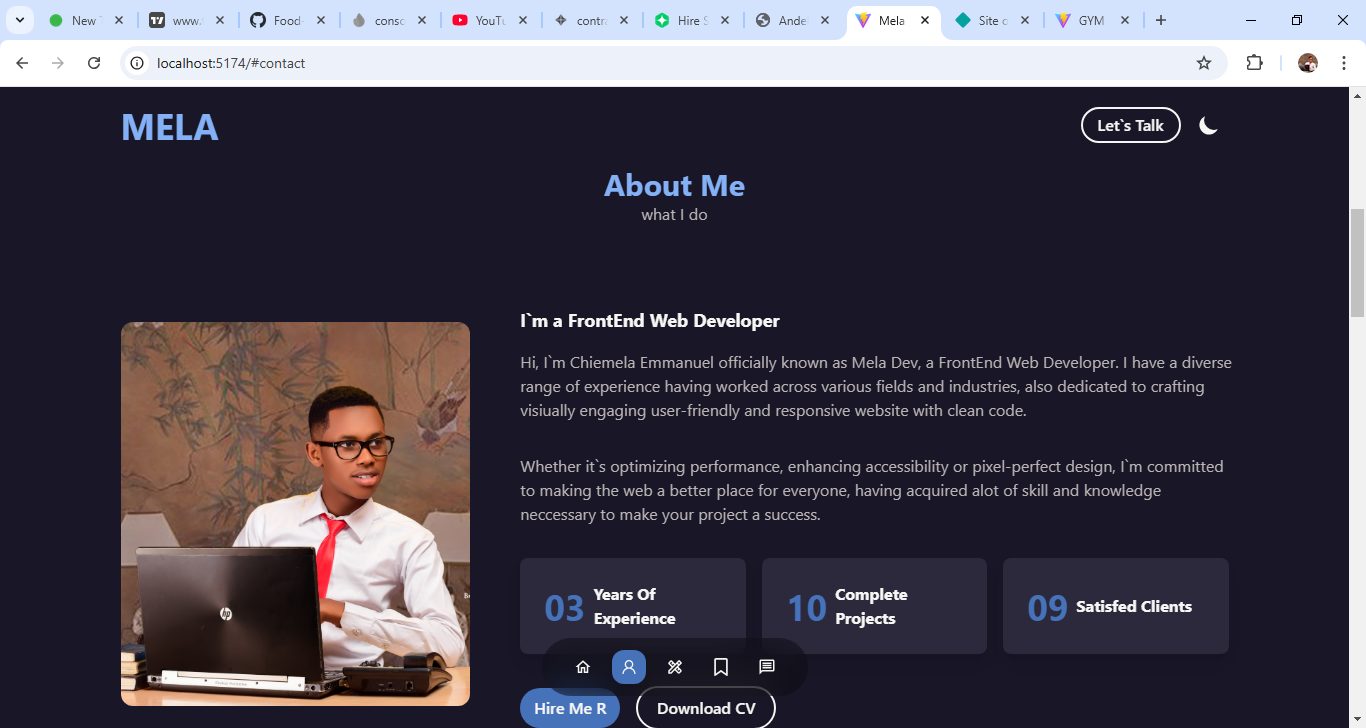 New T
www.
Food-
conso
YouTu
contra
Hire S
Ande
Mela
Site o
GYM
localhost:5174/#contact
MELA
Let`s Talk
About Me
what I do
I`m a FrontEnd Web Developer
Hi, I`m Chiemela Emmanuel officially known as Mela Dev, a FrontEnd Web Developer. I have a diverse
range of experience having worked across various fields and industries, also dedicated to crafting
visiually engaging user-friendly and responsive website with clean code.
Whether it`s optimizing performance, enhancing accessibility or pixel-perfect design, I`m committed
to making the web a better place for everyone, having acquired alot of skill and knowledge
neccessary to make your project a success.
03 Years Of
Experience
10 Complete
Projects
09 Satisfed Clients
hp
Hire Me R
Download CV